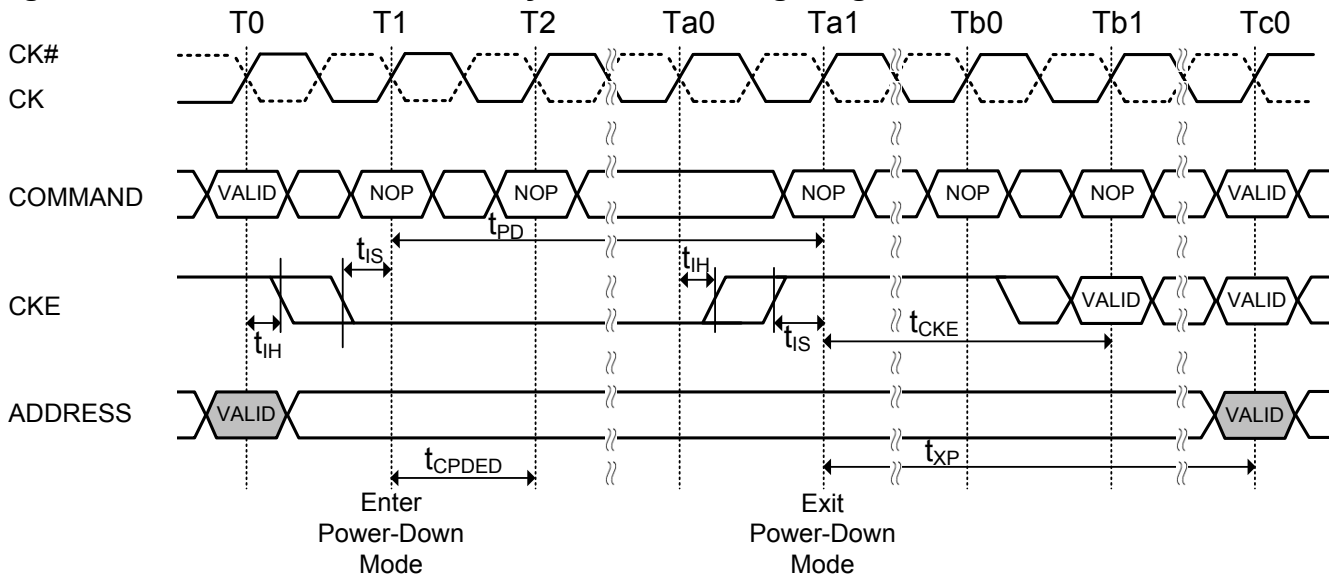 T0 T1 T2 Ta0 Ta1 Tb0 Tb1 Tc0
CK#
CK
COMMAND VALID NOP NOP NOP NOP NOP VALID
tPD
tIS tIH
CKE VALID VALID
tIH tIS tCKE
ADDRESS VALID VALID
tCPDED tXP
Enter
Power-Down
Mode
Exit
Power-Down
Mode